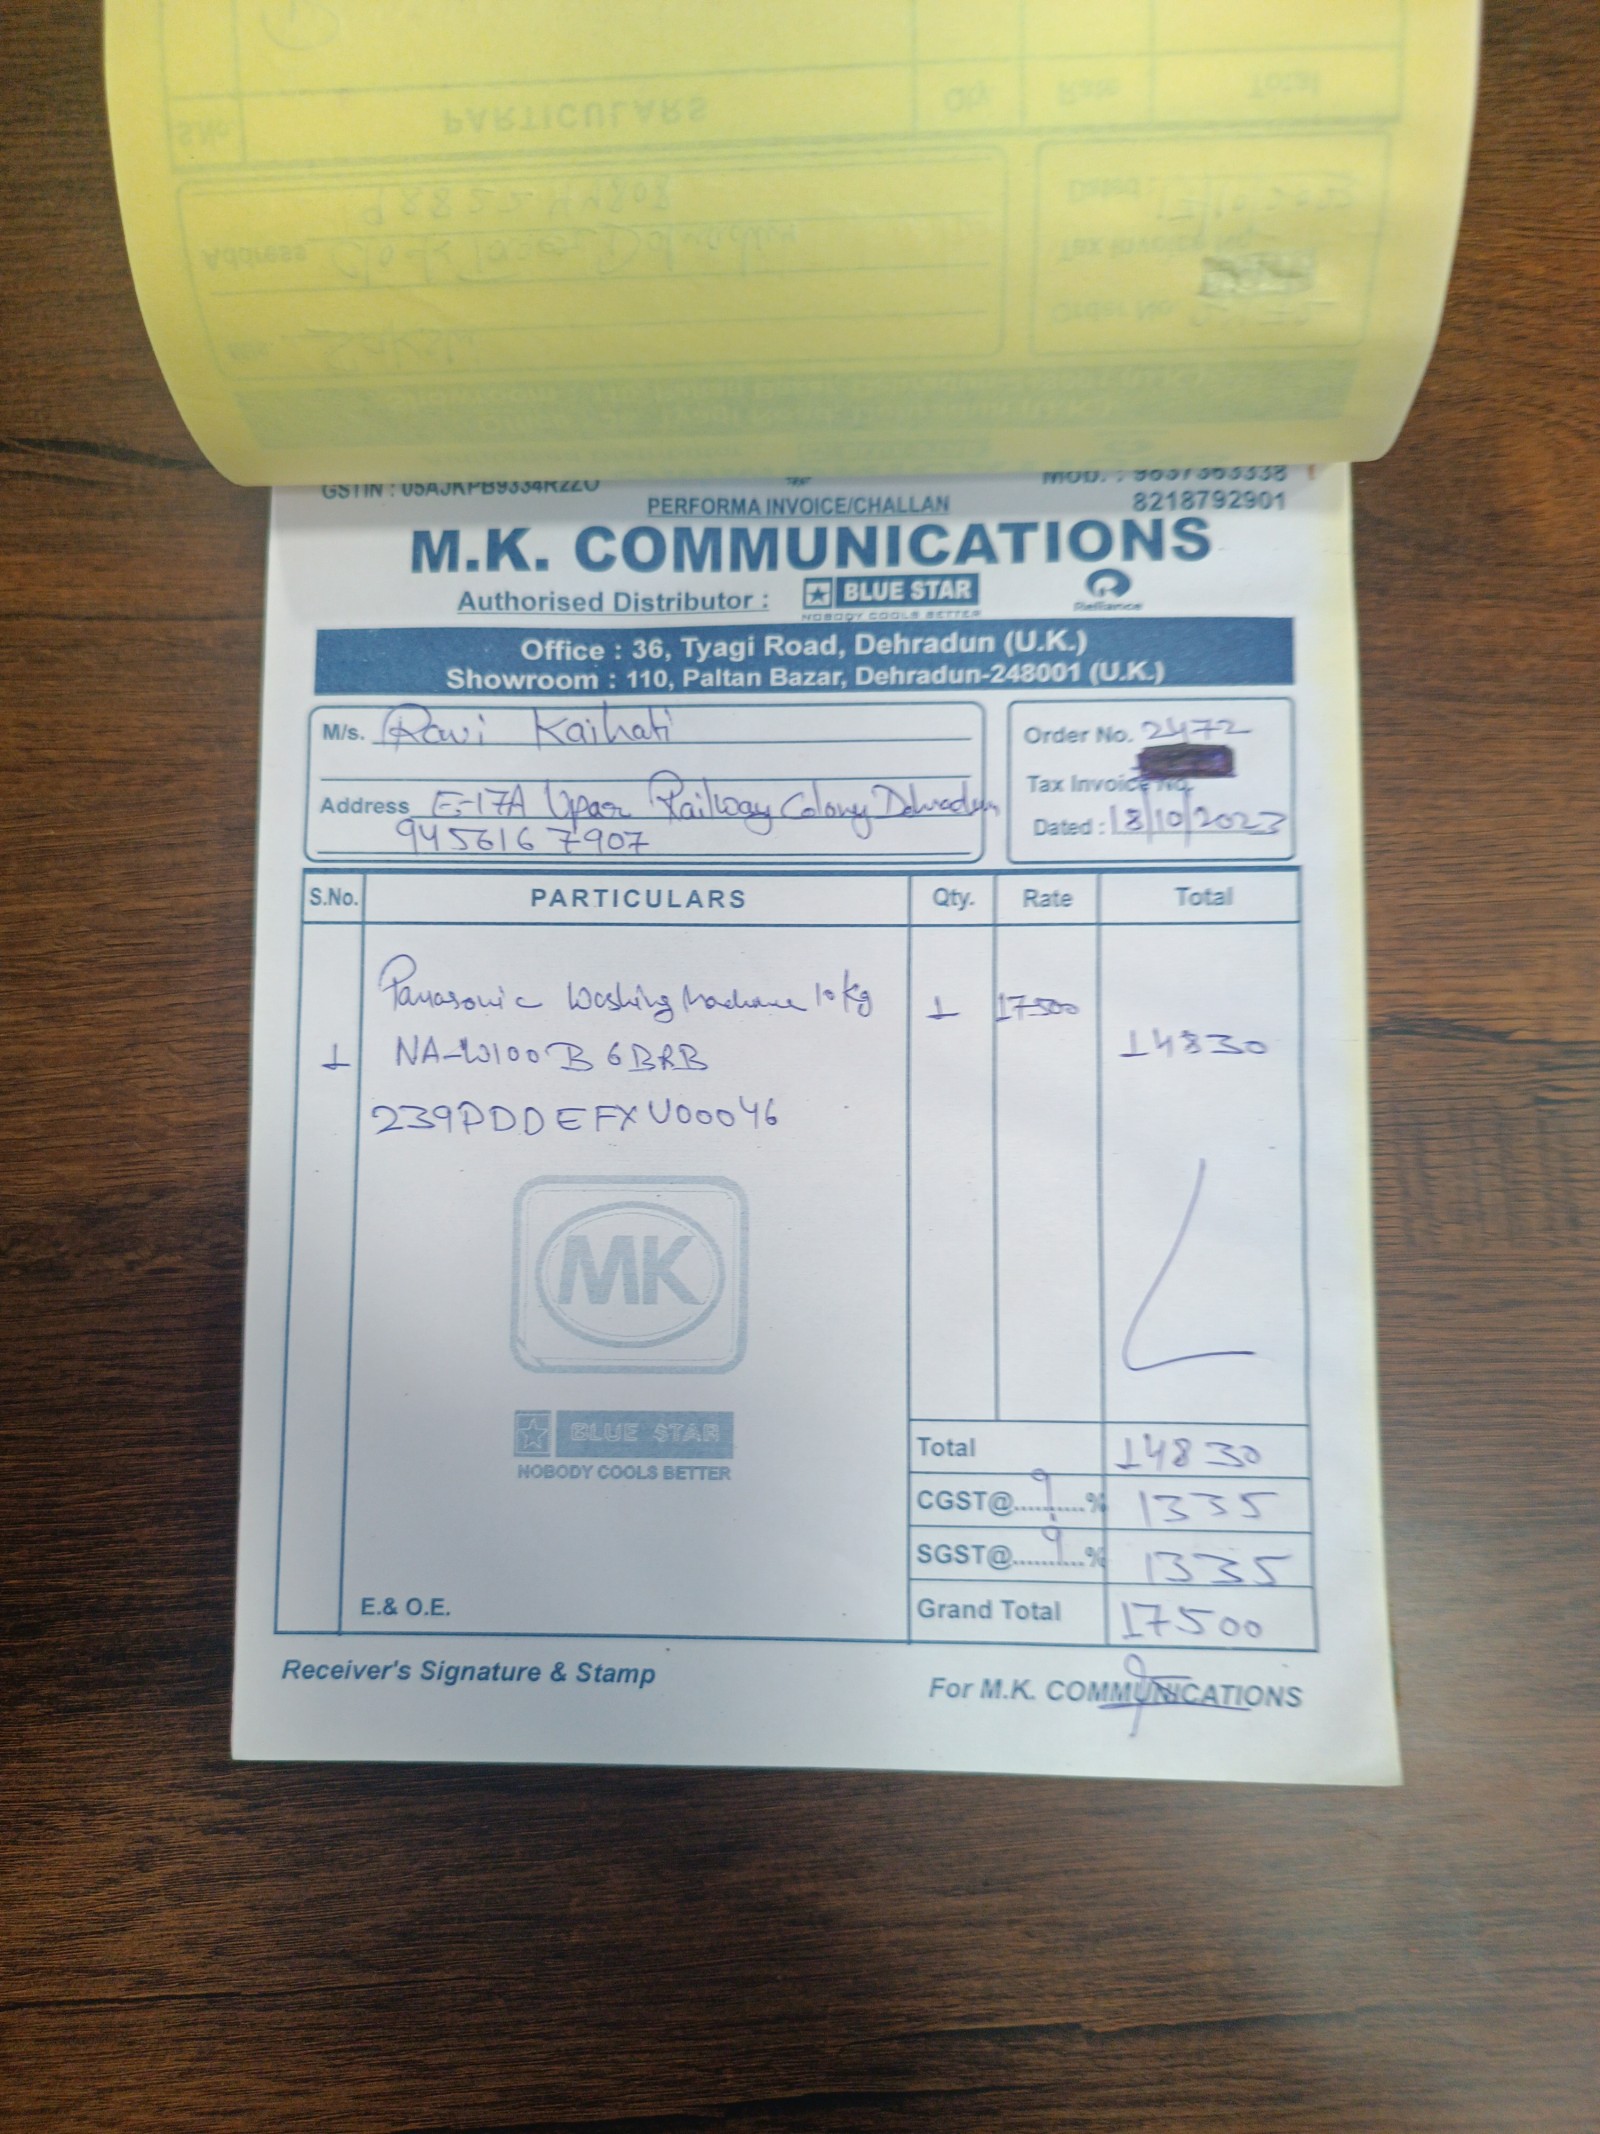 GSTIN : 05AJKPB9334R2ZO
MOB. : 9637363338
PERFORMA INVOICE/CHALLAN
8218792901
M.K. COMMUNICATIONS
Authorised Distributor :
BLUE STAR
NOBODY COOLS BETTER
Reliance
Office : 36, Tyagi Road, Dehradun (U.K.)
Showroom : 110, Paltan Bazar, Dehradun-248001 (U.K.)
M/s. Ravi Kaihati
Order No. 2472
Tax Invoice No.
Address E-17A Upar Railway Colony Dehradun
9456167907
Dated : 18/10/2023
S.No. PARTICULARS Qty. Rate Total
Panasonic Washing Machine 10kg 1 17500
1 NA-W100B6BRB 14830
239PDDEFXU00046
MK
BLUE STAR
NOBODY COOLS BETTER
Total 14830
CGST@ 9 % 1335
SGST@ 9 % 1335
Grand Total 17500
E.& O.E.
Receiver's Signature & Stamp
For M.K. COMMUNICATIONS